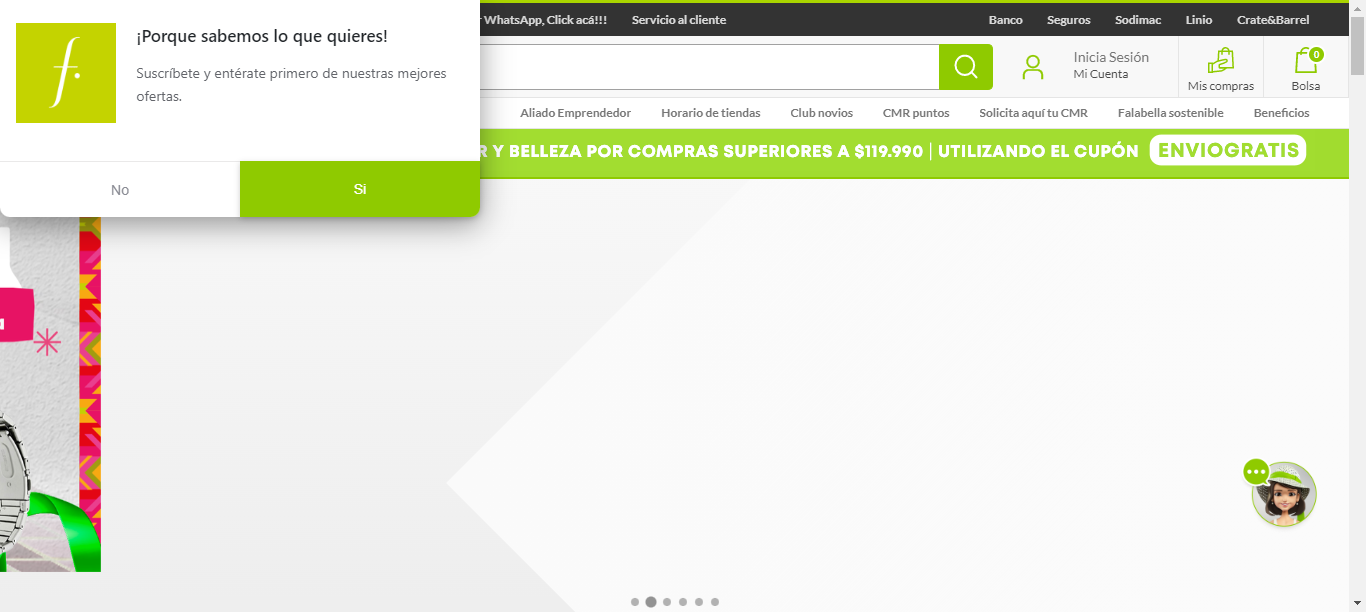 ¡Porque sabemos lo que quieres!
Suscríbete y entérate primero de nuestras mejores
ofertas.
No
Si
WhatsApp, Click acá!!!
Servicio al cliente
Banco
Seguros
Sodimac
Linio
Crate&Barrel
Inicia Sesión
Mi Cuenta
Mis compras
0
Bolsa
Aliado Emprendedor
Horario de tiendas
Club novios
CMR puntos
Solicita aquí tu CMR
Falabella sostenible
Beneficios
Y BELLEZA POR COMPRAS SUPERIORES A $119.990 | UTILIZANDO EL CUPÓN ENVIOGRATIS